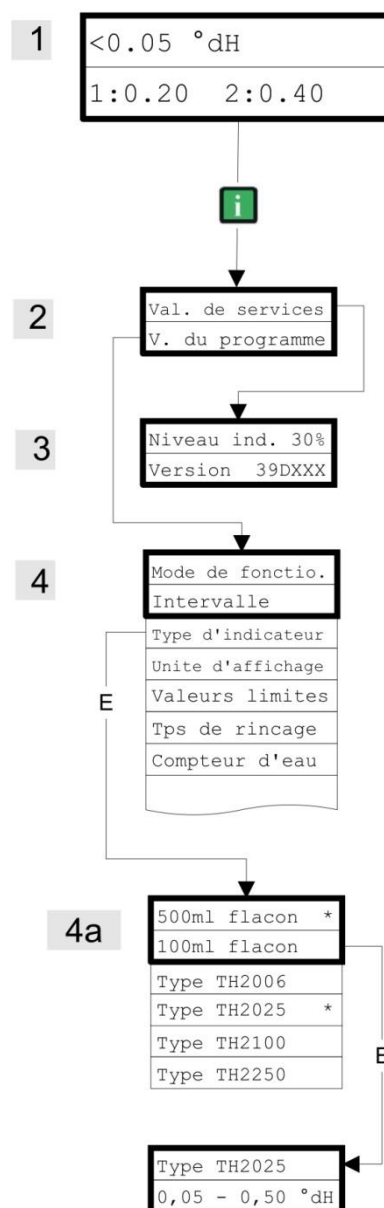 1
<0.05 °dH
1:0.20 2:0.40
i
2
Val. de services
V. du programme
3
Niveau ind. 30%
Version 39DXXX
4
Mode de fonctio.
Intervalle
Type d'indicateur
Unite d'affichage
Valeurs limites
Tps de rincage
Compteur d'eau
E
4a
500ml flacon *
100ml flacon
Type TH2006
Type TH2025 *
Type TH2100
Type TH2250
E
Type TH2025
0,05 - 0,50 °dH